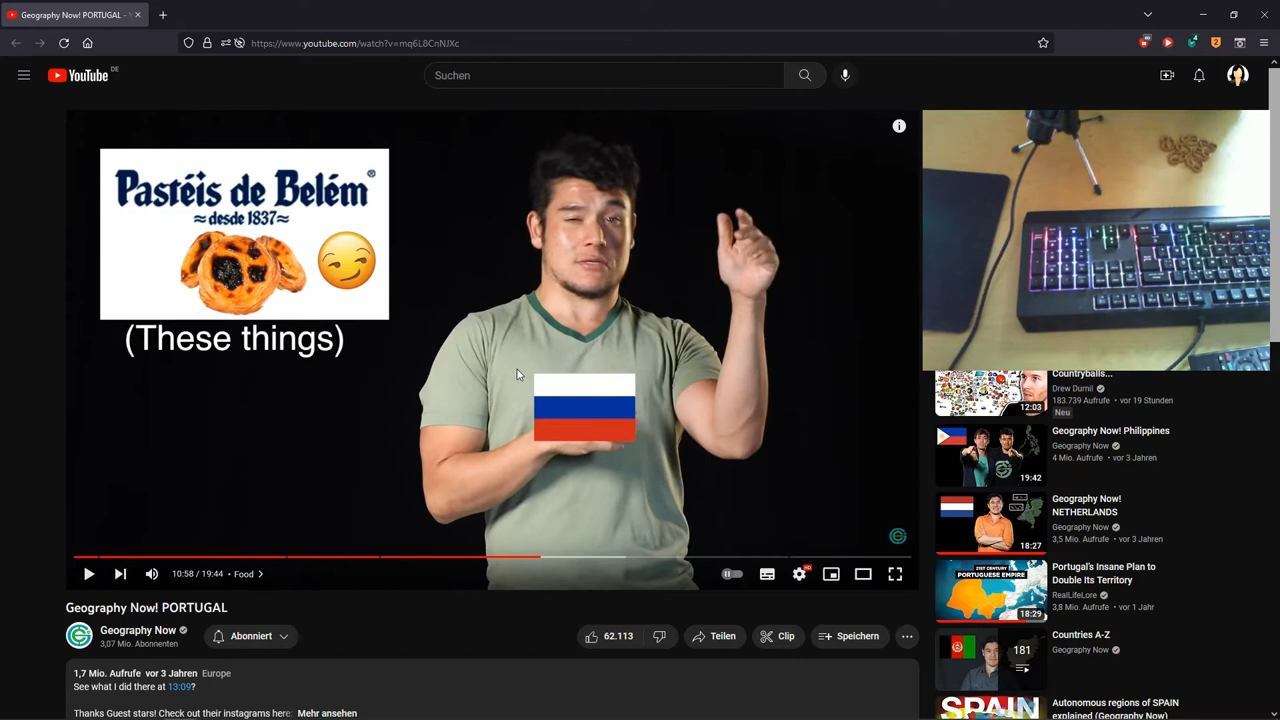 Geography Now! PORTUGAL - Y
https://www.youtube.com/watch?v=mq6L8CnNJXc
YouTube DE
Suchen
Pastéis de Belém®
≈desde 1837≈
(These things)
10:58 / 19:44 • Food
HD
Geography Now! PORTUGAL
Geography Now
3,07 Mio. Abonnenten
Abonniert
62.113
Teilen
Clip
Speichern
1,7 Mio. Aufrufe vor 3 Jahren Europe
See what I did there at 13:09?
Thanks Guest stars! Check out their instagrams here: Mehr ansehen
Countryballs...
Drew Durnil
183.739 Aufrufe • vor 19 Stunden
Neu
12:03
Geography Now! Philippines
Geography Now
4 Mio. Aufrufe • vor 3 Jahren
19:42
Geography Now!
NETHERLANDS
Geography Now
3,5 Mio. Aufrufe • vor 3 Jahren
18:27
Portugal's Insane Plan to
Double Its Territory
RealLifeLore
3,8 Mio. Aufrufe • vor 1 Jahr
21ST CENTURY
PORTUGUESE EMPIRE
18:29
Countries A-Z
Geography Now
181
Autonomous regions of SPAIN
explained (Geography Now)
SPAIN